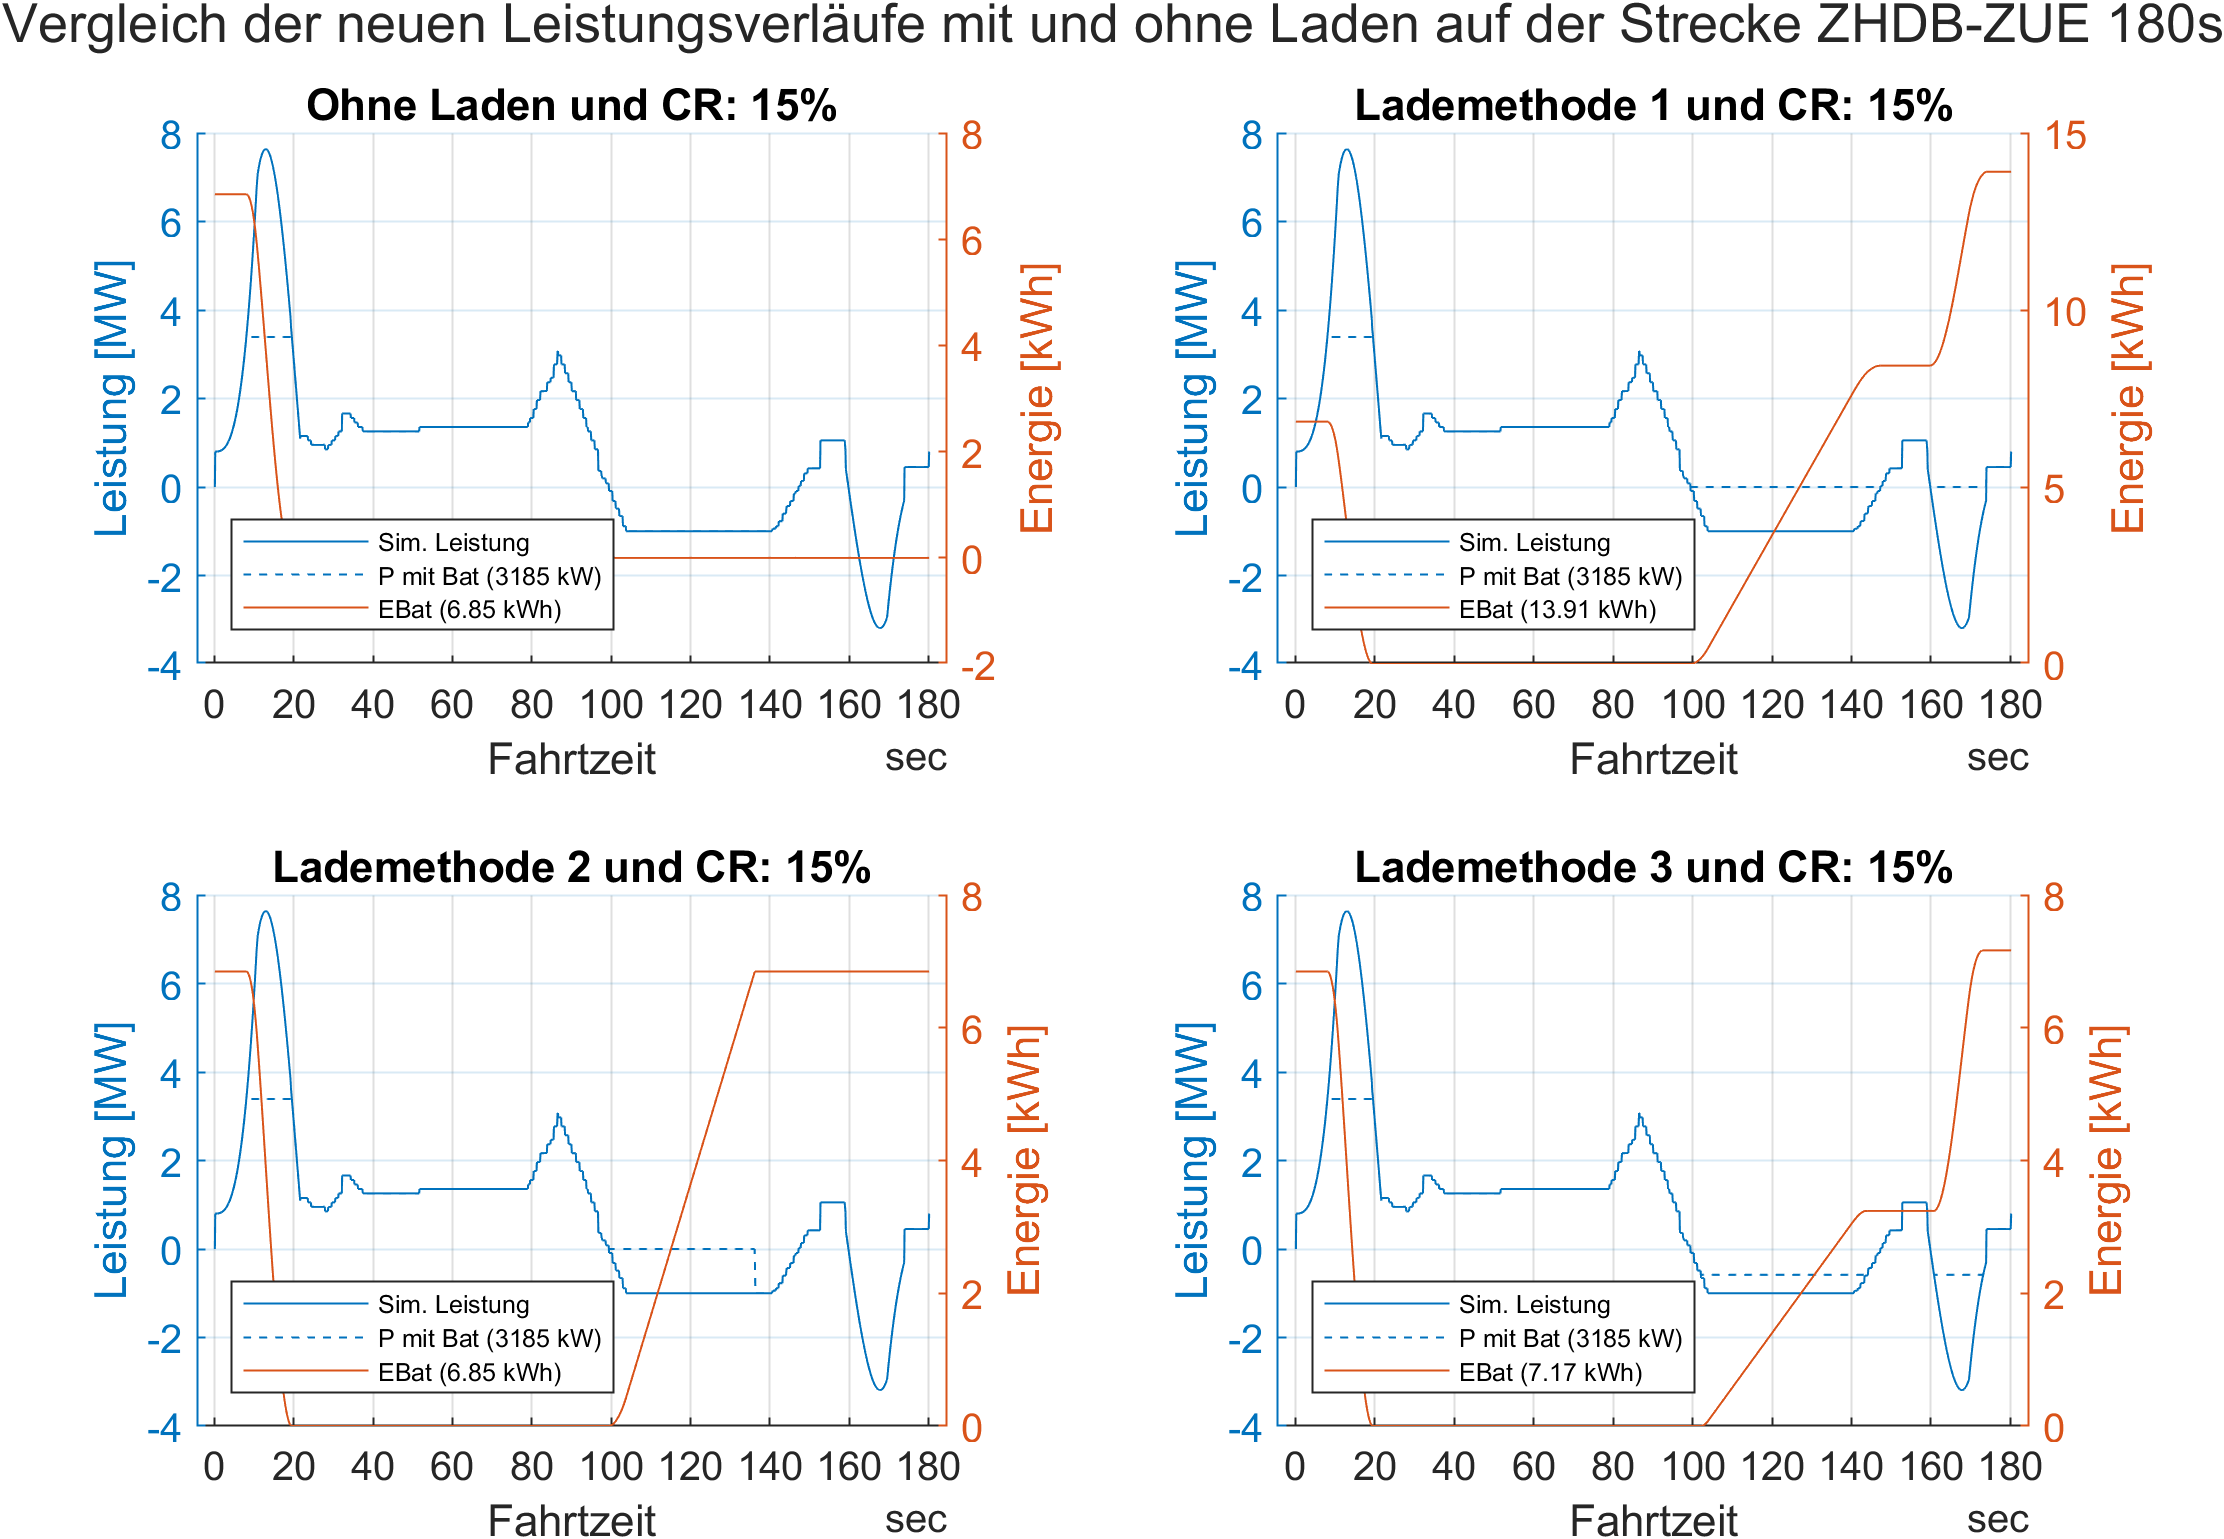 Vergleich der neuen Leistungsverläufe mit und ohne Laden auf der Strecke ZHDB-ZUE 180s
Ohne Laden und CR: 15%
8
6
4
2
0
-2
-4
Leistung [MW]
8
6
4
2
0
-2
Energie [kWh]
Sim. Leistung
P mit Bat (3185 kW)
EBat (6.85 kWh)
0 20 40 60 80 100 120 140 160 180
Fahrtzeit
sec
Lademethode 1 und CR: 15%
8
6
4
2
0
-2
-4
Leistung [MW]
15
10
5
0
Energie [kWh]
Sim. Leistung
P mit Bat (3185 kW)
EBat (13.91 kWh)
0 20 40 60 80 100 120 140 160 180
Fahrtzeit
sec
Lademethode 2 und CR: 15%
8
6
4
2
0
-2
-4
Leistung [MW]
8
6
4
2
0
Energie [kWh]
Sim. Leistung
P mit Bat (3185 kW)
EBat (6.85 kWh)
0 20 40 60 80 100 120 140 160 180
Fahrtzeit
sec
Lademethode 3 und CR: 15%
8
6
4
2
0
-2
-4
Leistung [MW]
8
6
4
2
0
Energie [kWh]
Sim. Leistung
P mit Bat (3185 kW)
EBat (7.17 kWh)
0 20 40 60 80 100 120 140 160 180
Fahrtzeit
sec